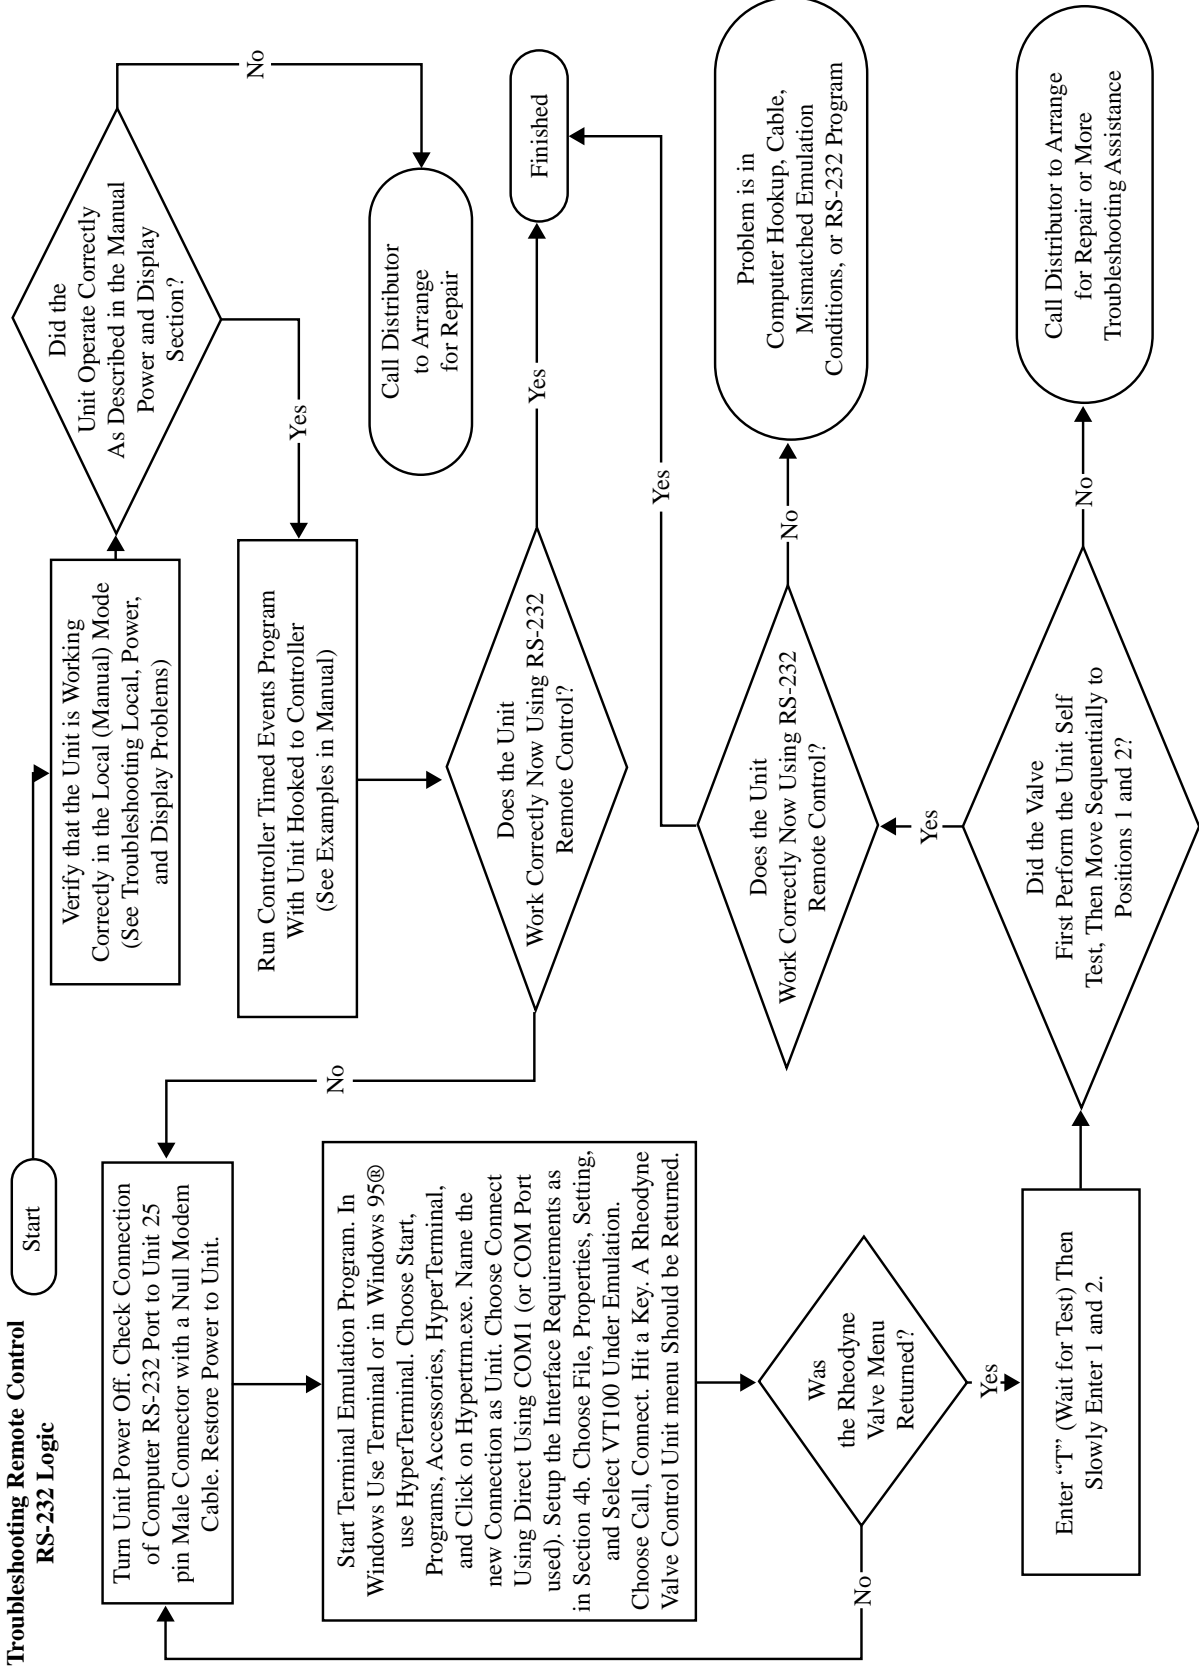 Troubleshooting Remote Control
RS-232 Logic
Start
Verify that the Unit is Working
Correctly in the Local (Manual) Mode
(See Troubleshooting Local, Power,
and Display Problems)
Did the
Unit Operate Correctly
As Described in the Manual
Power and Display
Section?
No
Call Distributor
to Arrange
for Repair
Yes
Run Controller Timed Events Program
With Unit Hooked to Controller
(See Examples in Manual)
Does the Unit
Work Correctly Now Using RS-232
Remote Control?
Yes
Finished
No
Turn Unit Power Off. Check Connection
of Computer RS-232 Port to Unit 25
pin Male Connector with a Null Modem
Cable. Restore Power to Unit.
Start Terminal Emulation Program. In
Windows Use Terminal or in Windows 95®
use HyperTerminal. Choose Start,
Programs, Accessories, HyperTerminal,
and Click on Hypertrm.exe. Name the
new Connection as Unit. Choose Connect
Using Direct Using COM1 (or COM Port
used). Setup the Interface Requirements as
in Section 4b. Choose File, Properties, Setting,
and Select VT100 Under Emulation.
Choose Call, Connect. Hit a Key. A Rheodyne
Valve Control Unit menu Should be Returned.
Was
the Rheodyne
Valve Menu
Returned?
No
Yes
Enter “T” (Wait for Test) Then
Slowly Enter 1 and 2.
Did the Valve
First Perform the Unit Self
Test, Then Move Sequentially to
Positions 1 and 2?
No
Call Distributor to Arrange
for Repair or More
Troubleshooting Assistance
Yes
Does the Unit
Work Correctly Now Using RS-232
Remote Control?
Yes
No
Problem is in
Computer Hookup, Cable,
Mismatched Emulation
Conditions, or RS-232 Program